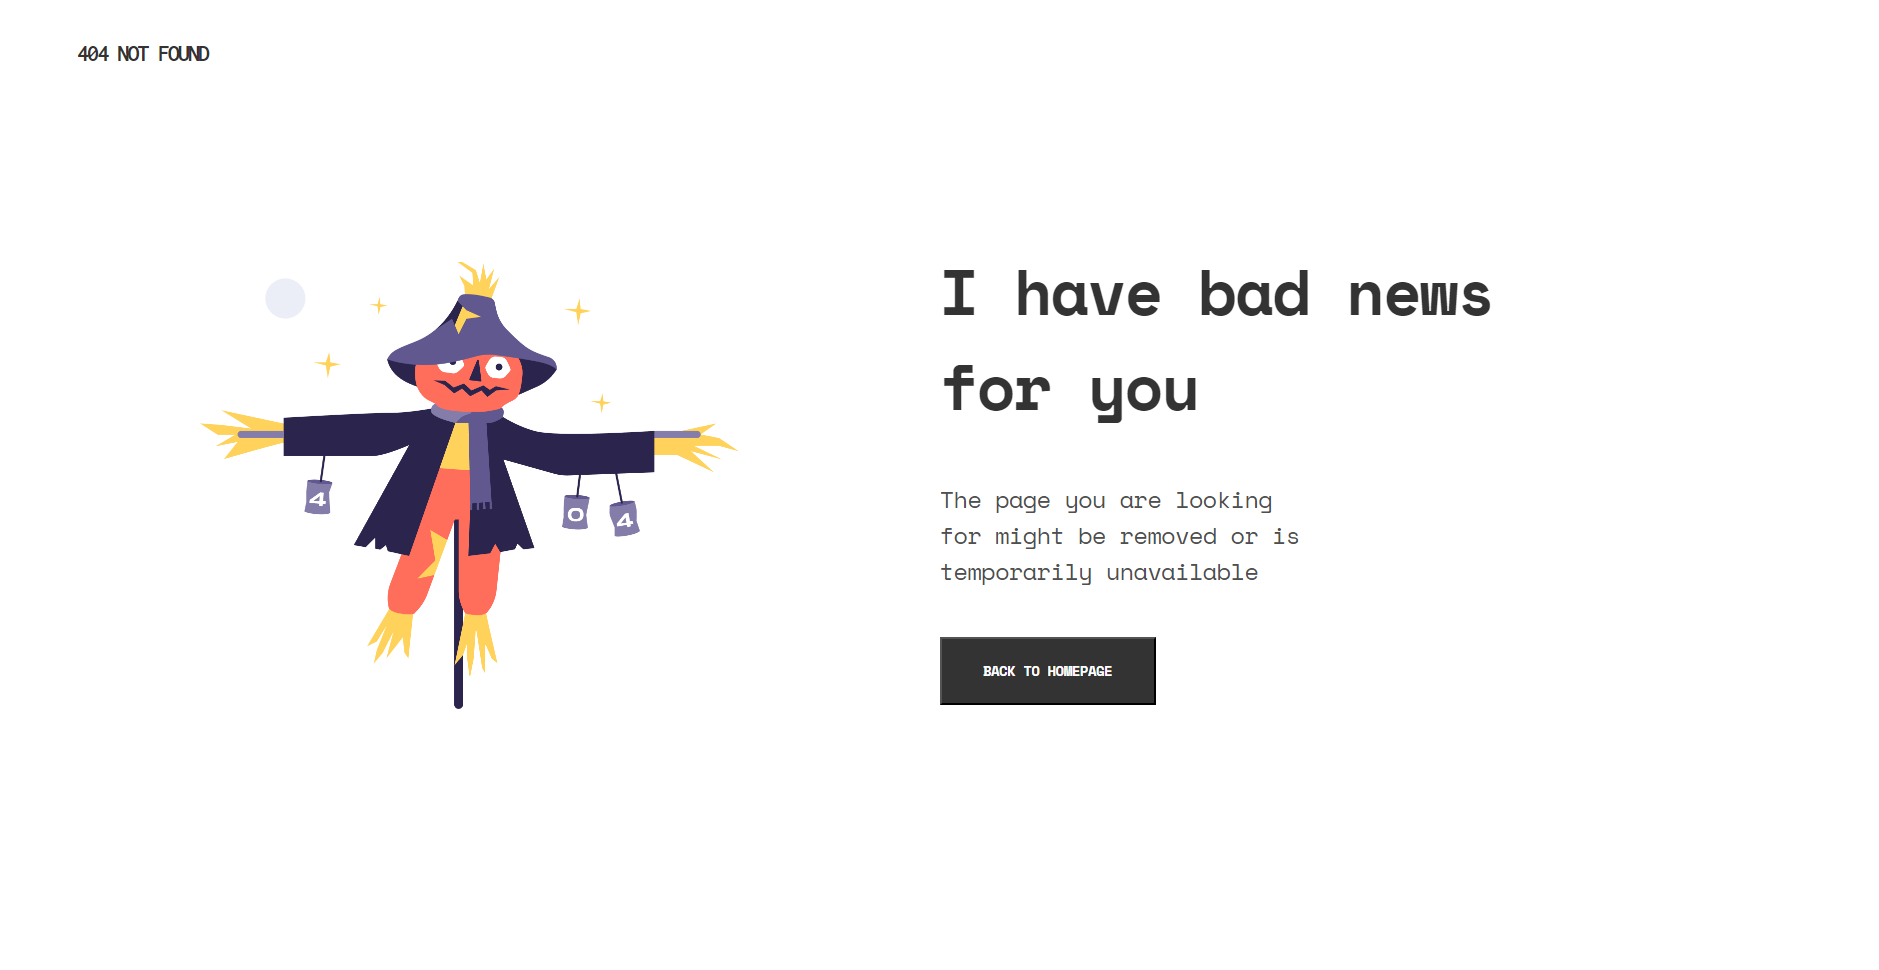 404 NOT FOUND
I have bad news
for you
4
0
4
The page you are looking
for might be removed or is
temporarily unavailable
BACK TO HOMEPAGE